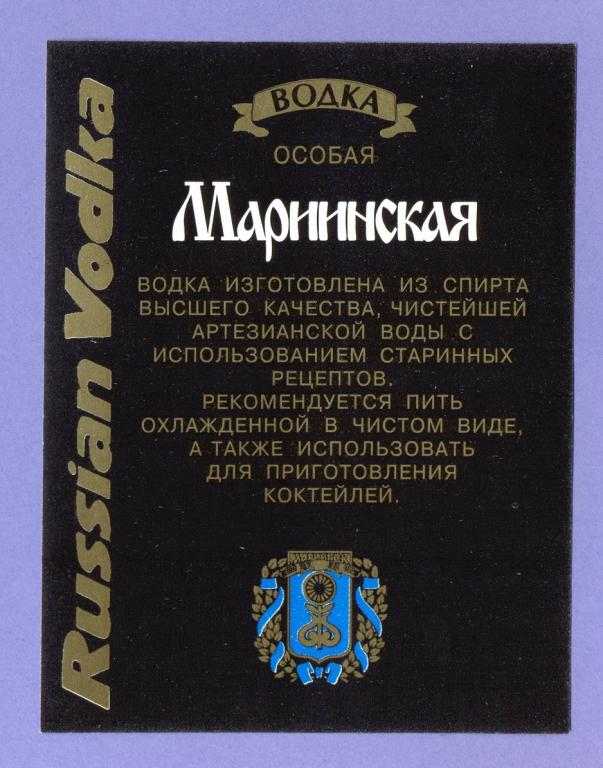 Russian Vodka
ВОДКА
ОСОБАЯ
Мариинская
ВОДКА ИЗГОТОВЛЕНА ИЗ СПИРТА
ВЫСШЕГО КАЧЕСТВА, ЧИСТЕЙШЕЙ
АРТЕЗИАНСКОЙ ВОДЫ С
ИСПОЛЬЗОВАНИЕМ СТАРИННЫХ
РЕЦЕПТОВ.
РЕКОМЕНДУЕТСЯ ПИТЬ
ОХЛАЖДЕННОЙ В ЧИСТОМ ВИДЕ,
А ТАКЖЕ ИСПОЛЬЗОВАТЬ
ДЛЯ ПРИГОТОВЛЕНИЯ
КОКТЕЙЛЕЙ.
МАРИИНСК